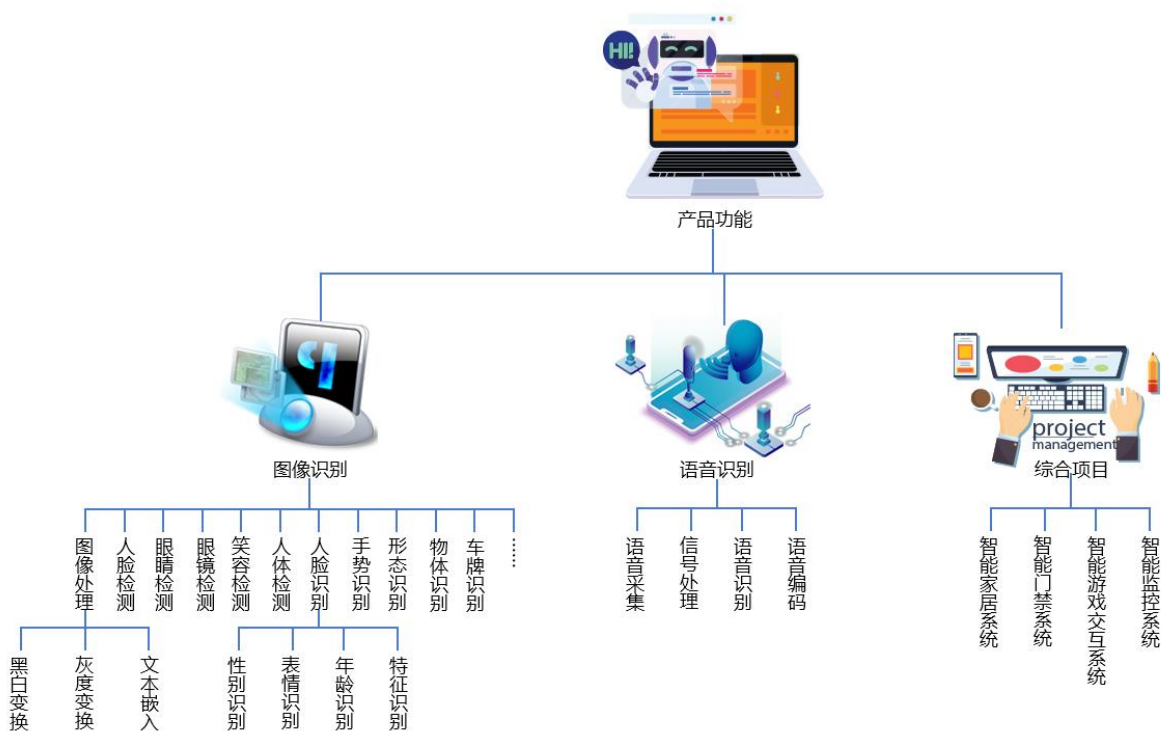 HI!
产品功能
图像识别
语音识别
project
management
综合项目
图像处理
人脸检测
眼睛检测
眼镜检测
笑容检测
人体检测
人脸识别
手势识别
形态识别
物体识别
车牌识别
……
语音采集
信号处理
语音识别
语音编码
智能家居系统
智能门禁系统
智能游戏交互系统
智能监控系统
黑白变换
灰度变换
文本嵌入
性别识别
表情识别
年龄识别
特征识别